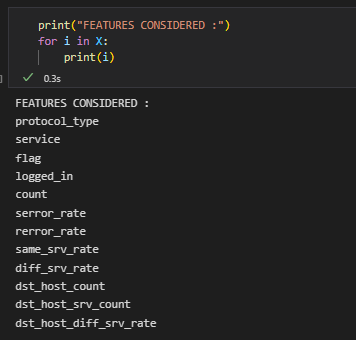 print("FEATURES CONSIDERED :")
for i in X:
    print(i)
0.3s
FEATURES CONSIDERED :
protocol_type
service
flag
logged_in
count
serror_rate
rerror_rate
same_srv_rate
diff_srv_rate
dst_host_count
dst_host_srv_count
dst_host_diff_srv_rate